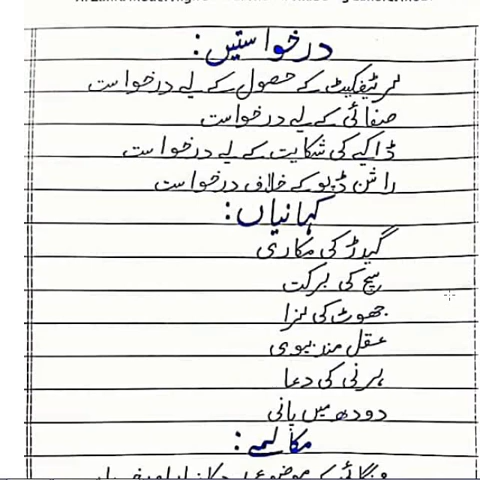 درخواستیں:
سرٹیفکیٹ کے حصول کے لیے درخواست
صفائی کے لیے درخواست
ڈاکیے کی شکایت کے لیے درخواست
راشن ڈپو کے خلاف درخواست
کہانیاں:
گیدڑ کی مکاری
سچ کی برکت
جھوٹ کی سزا
عقل مند بیوی
ہرنی کی دعا
دودھ میں پانی
مکالمے: